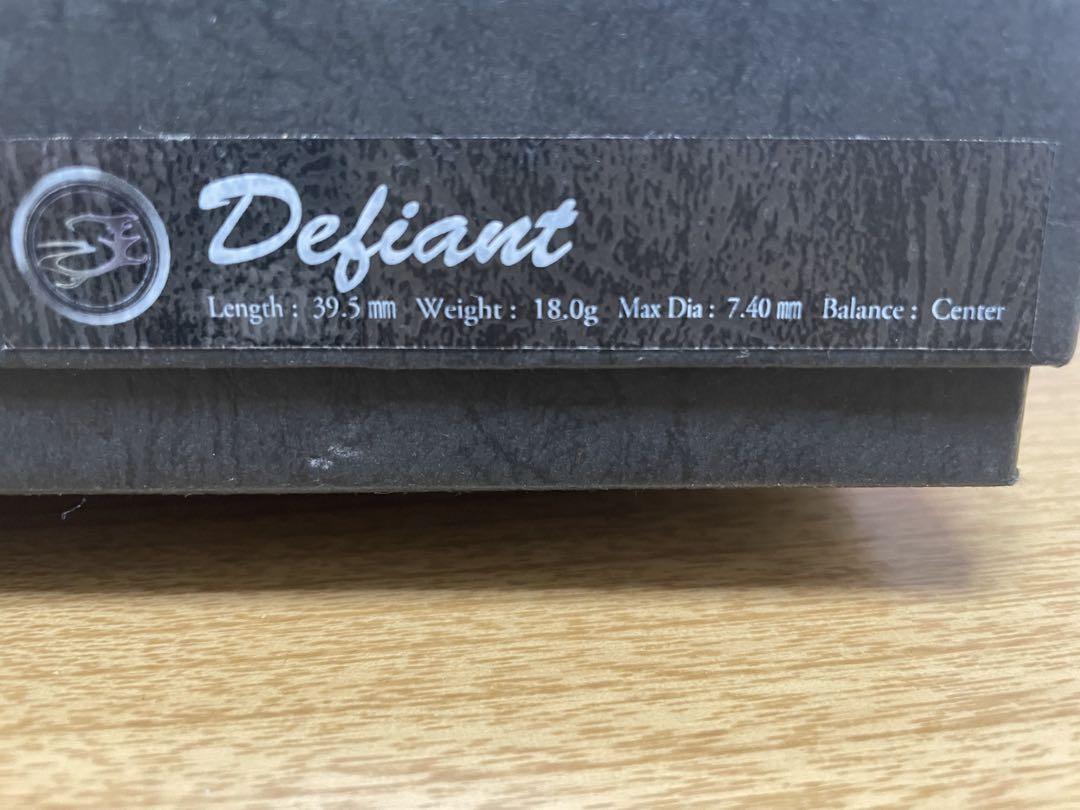 Defiant
Length : 39.5 ㎜ Weight : 18.0g Max Dia : 7.40 ㎜ Balance : Center